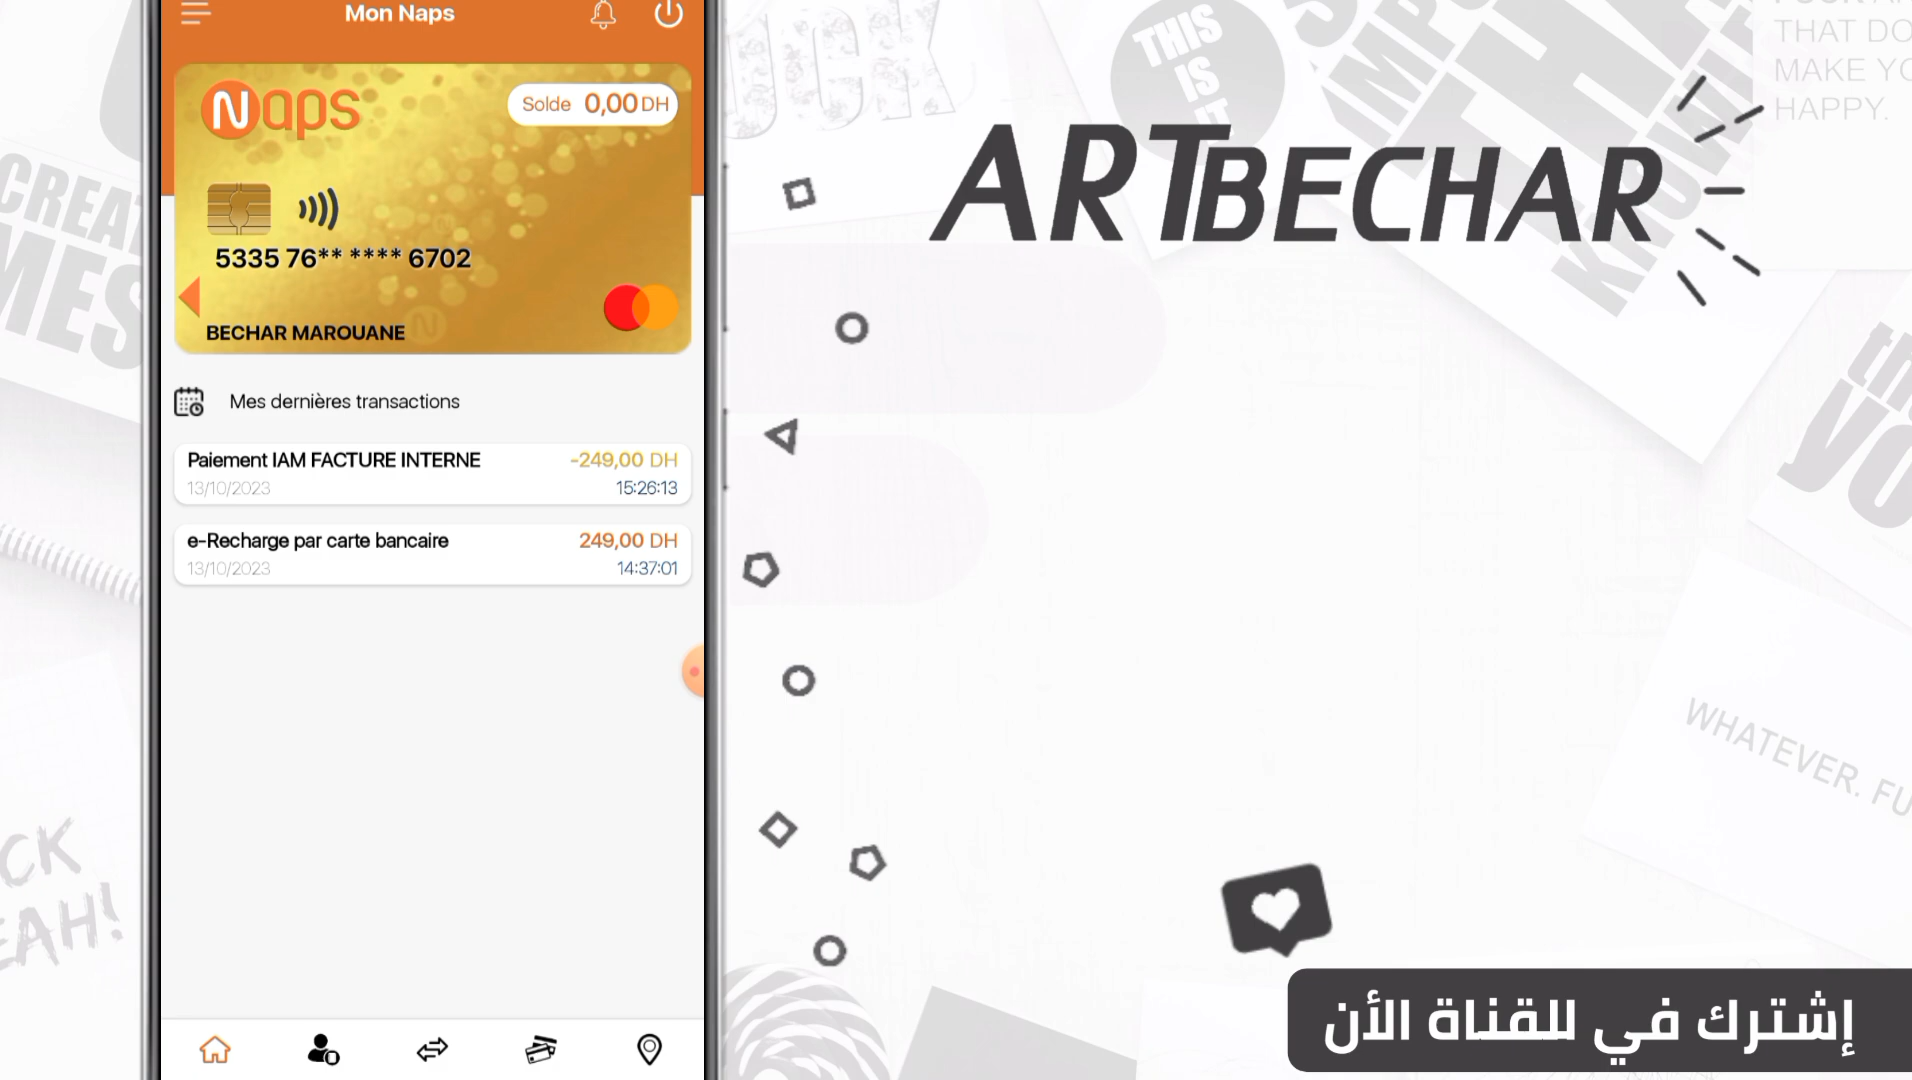 Mon Naps
Naps
Solde 0,00 DH
5335 76** **** 6702
BECHAR MAROUANE
Mes dernières transactions
Paiement IAM FACTURE INTERNE -249,00 DH
13/10/2023 15:26:13
e-Recharge par carte bancaire 249,00 DH
13/10/2023 14:37:01
ARTBECHAR
THIS
IS
IT
THAT DO
MAKE YO
HAPPY.
WHATEVER. FU
إشترك في للقناة الأن